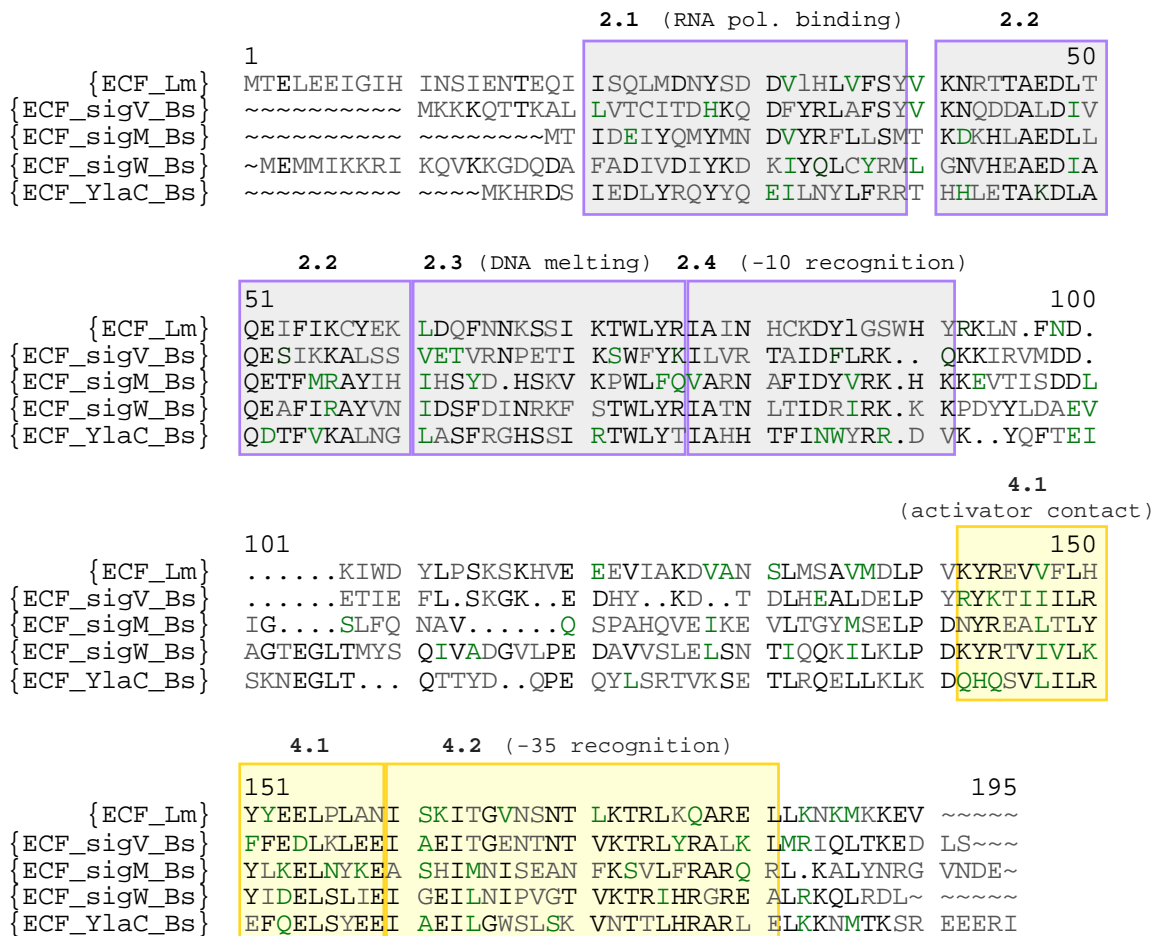 2.1 (RNA pol. binding) 2.2
1 50
{ECF_Lm} MTELEEIGIH INSIENTEQI ISQLMDNYSD DVlHLVFSYV KNRTTAEDLT
{ECF_sigV_Bs} ~~~~~~~~~~ MKKKQTTKAL LVTCITDHKQ DFYRLAFSYV KNQDDALDIV
{ECF_sigM_Bs} ~~~~~~~~~~ ~~~~~~~~MT IDEIYQMYMN DVYRFLLSMT KDKHLAEDLL
{ECF_sigW_Bs} ~MEMMIKKRI KQVKKGDQDA FADIVDIYKD KIYQLCYRML GNVHEAEDIA
{ECF_YlaC_Bs} ~~~~~~~~~~ ~~~~MKHRDS IEDLYRQYYQ EILNYLFRRT HHLETAKDLA
2.2 2.3 (DNA melting) 2.4 (-10 recognition)
51 100
{ECF_Lm} QEIFIKCYEK LDQFNNKSSI KTWLYRIAIN HCKDYlGSWH YRKLN.FND.
{ECF_sigV_Bs} QESIKKALSS VETVRNPETI KSWFYKILVR TAIDFLRK.. QKKIRVMDD.
{ECF_sigM_Bs} QETFMRAYIH IHSYD.HSKV KPWLFQVARN AFIDYVRK.H KKEVTISDDL
{ECF_sigW_Bs} QEAFIRAYVN IDSFDINRKF STWLYRIATN LTIDRIRK.K KPDYYLDAEV
{ECF_YlaC_Bs} QDTFVKALNG LASFRGHSSI RTWLYTIAHH TFINWYRR.D VK..YQFTEI
4.1
(activator contact)
101 150
{ECF_Lm} ......KIWD YLPSKSKHVE EEVIAKDVAN SLMSAVMDLP VKYREVVFLH
{ECF_sigV_Bs} ......ETIE FL.SKGK..E DHY..KD..T DLHEALDELP YRYKTIIILR
{ECF_sigM_Bs} IG....SLFQ NAV......Q SPAHQVEIKE VLTGYMSELP DNYREALTLY
{ECF_sigW_Bs} AGTEGLTMYS QIVADGVLPE DAVVSLELSN TIQQKILKLP DKYRTVIVLK
{ECF_YlaC_Bs} SKNEGLT... QTTYD..QPE QYLSRTVKSE TLRQELLKLK DQHQSVLILR
4.1 4.2 (-35 recognition)
151 195
{ECF_Lm} YYEELPLANI SKITGVNSNT LKTRLKQARE LLKNKMKKEV ~~~~~
{ECF_sigV_Bs} FFEDLKLEEI AEITGENTNT VKTRLYRALK LMRIQLTKED LS~~~
{ECF_sigM_Bs} YLKELNYKEA SHIMNISEAN FKSVLFRARQ RL.KALYNRG VNDE~
{ECF_sigW_Bs} YIDELSLIEI GEILNIPVGT VKTRIHRGRE ALRKQLRDL~ ~~~~~
{ECF_YlaC_Bs} EFQELSYEEI AEILGWSLSK VNTTLHRARL ELKKNMTKSR EEERI